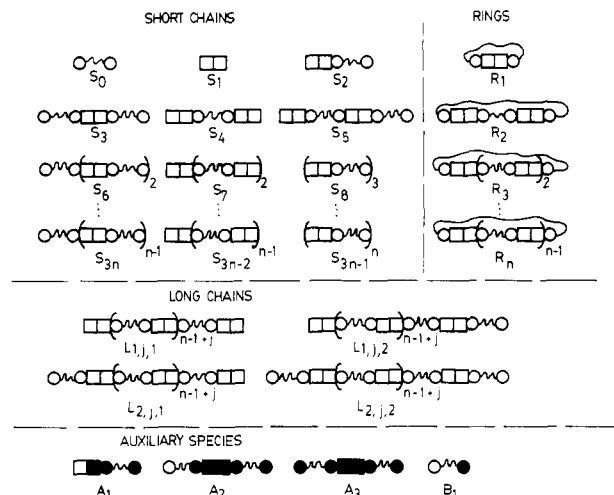 SHORT CHAINS RINGS
S0 S1 S2 R1
S3 S4 S5 R2
2 2 3 2
S6 S7 S8 R3
n-1 n-1 n n-1
S3n S3n-2 S3n-1 Rn
LONG CHAINS
n-1+j n-1+j
L1,j,1 L1,j,2
n-1+j n-1+j
L2,j,1 L2,j,2
AUXILIARY SPECIES
A1 A2 A3 B1